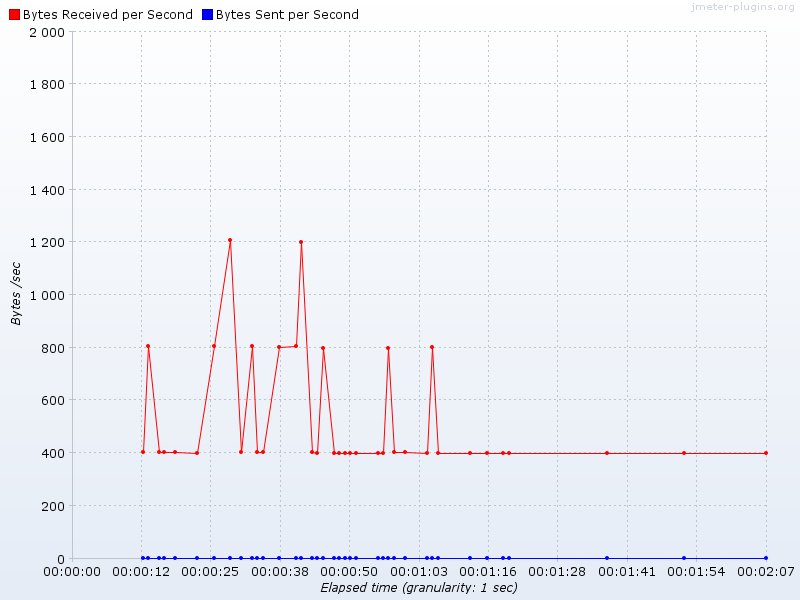 jmeter-plugins.org
Bytes Received per Second Bytes Sent per Second
2 000
1 800
1 600
1 400
1 200
1 000
800
600
400
200
0
Bytes /sec
00:00:00 00:00:12 00:00:25 00:00:38 00:00:50 00:01:03 00:01:16 00:01:28 00:01:41 00:01:54 00:02:07
Elapsed time (granularity: 1 sec)